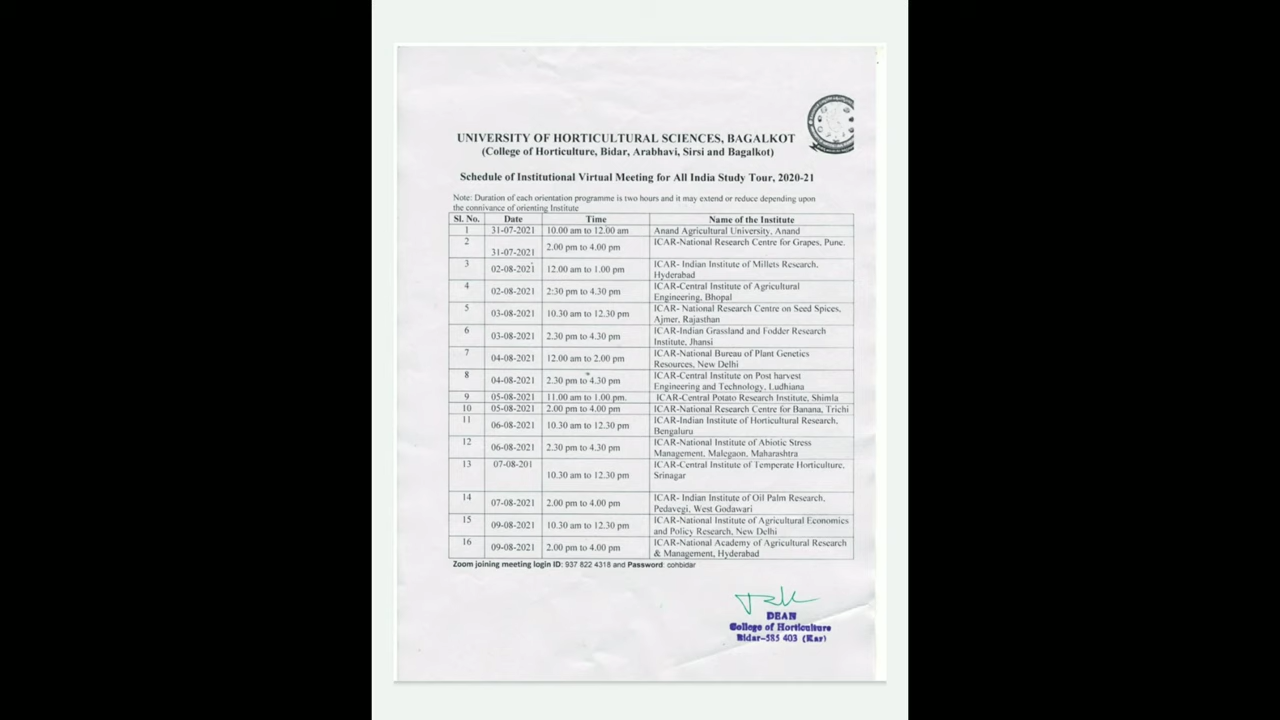 UNIVERSITY OF HORTICULTURAL SCIENCES, BAGALKOT
(College of Horticulture, Bidar, Arabhavi, Sirsi and Bagalkot)
Schedule of Institutional Virtual Meeting for All India Study Tour, 2020-21
Note: Duration of each orientation programme is two hours and it may extend or reduce depending upon
the connivance of orienting Institute
Sl. No. Date Time Name of the Institute
1 31-07-2021 10.00 am to 12.00 am Anand Agricultural University, Anand
2 31-07-2021 2.00 pm to 4.00 pm ICAR-National Research Centre for Grapes, Pune.
3 02-08-2021 12.00 am to 1.00 pm ICAR- Indian Institute of Millets Research,
Hyderabad
4 02-08-2021 2:30 pm to 4.30 pm ICAR-Central Institute of Agricultural
Engineering, Bhopal
5 03-08-2021 10.30 am to 12.30 pm ICAR- National Research Centre on Seed Spices,
Ajmer, Rajasthan
6 03-08-2021 2.30 pm to 4.30 pm ICAR-Indian Grassland and Fodder Research
Institute, Jhansi
7 04-08-2021 12.00 am to 2.00 pm ICAR-National Bureau of Plant Genetics
Resources, New Delhi
8 04-08-2021 2.30 pm to 4.30 pm ICAR-Central Institute on Post harvest
Engineering and Technology, Ludhiana
9 05-08-2021 11.00 am to 1.00 pm. ICAR-Central Potato Research Institute, Shimla
10 05-08-2021 2.00 pm to 4.00 pm ICAR-National Research Centre for Banana, Trichi
11 06-08-2021 10.30 am to 12.30 pm ICAR-Indian Institute of Horticultural Research,
Bengaluru
12 06-08-2021 2.30 pm to 4.30 pm ICAR-National Institute of Abiotic Stress
Management, Malegaon, Maharashtra
13 07-08-201 10.30 am to 12.30 pm ICAR-Central Institute of Temperate Horticulture,
Srinagar
14 07-08-2021 2.00 pm to 4.00 pm ICAR- Indian Institute of Oil Palm Research,
Pedavegi, West Godawari
15 09-08-2021 10.30 am to 12.30 pm ICAR-National Institute of Agricultural Economics
and Policy Research, New Delhi
16 09-08-2021 2.00 pm to 4.00 pm ICAR-National Academy of Agricultural Research
& Management, Hyderabad
Zoom joining meeting login ID: 937 822 4318 and Password: cohbidar
DEAN
College of Horticulture
Bidar-585 403 (Kar)